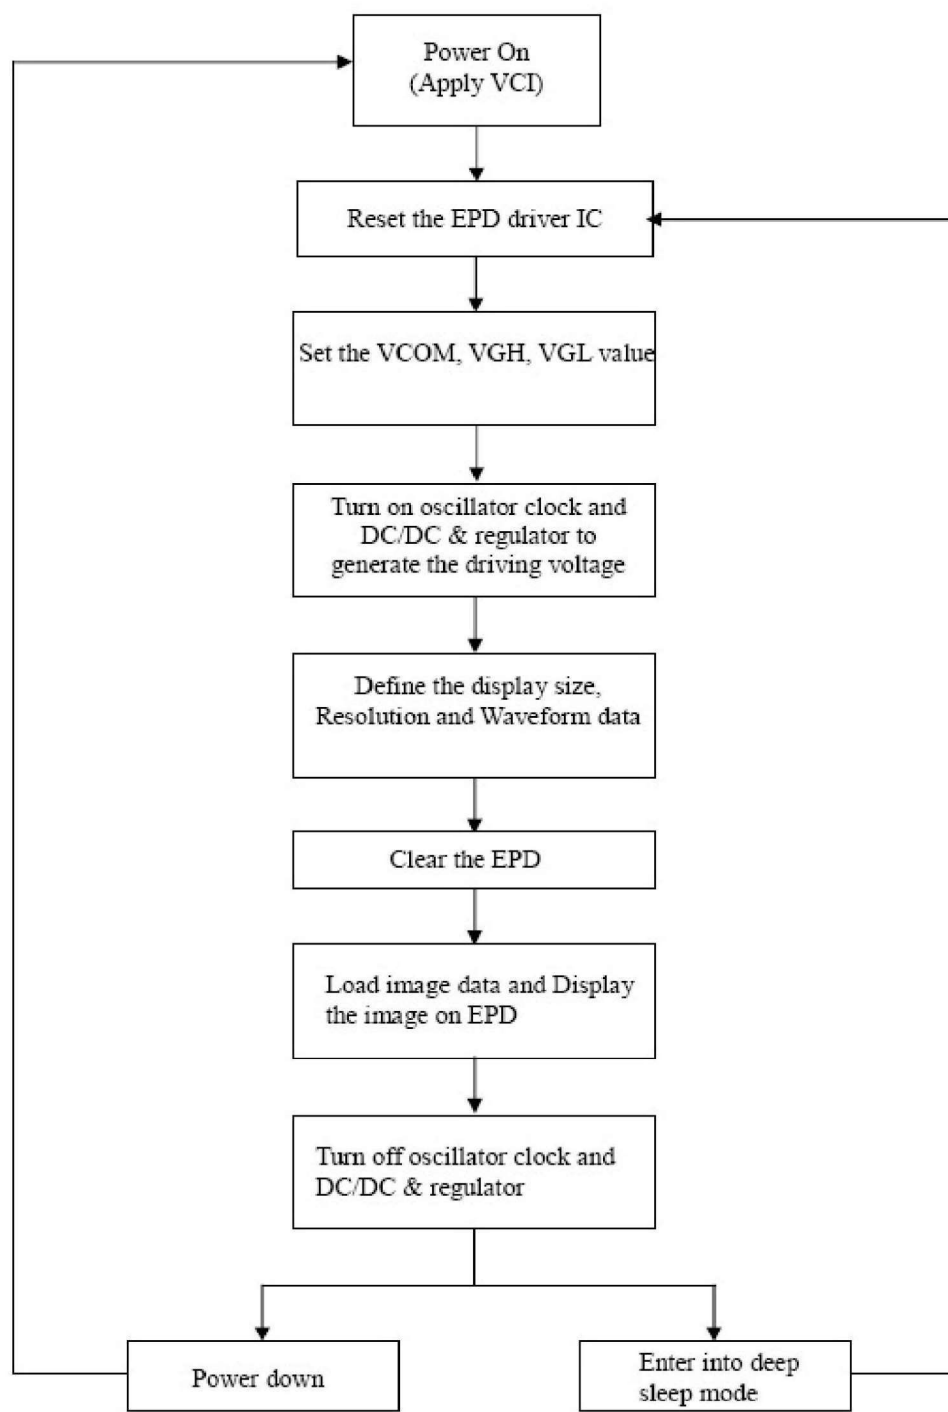 Power On
(Apply VCI)
Reset the EPD driver IC
Set the VCOM, VGH, VGL value
Turn on oscillator clock and
DC/DC & regulator to
generate the driving voltage
Define the display size,
Resolution and Waveform data
Clear the EPD
Load image data and Display
the image on EPD
Turn off oscillator clock and
DC/DC & regulator
Power down
Enter into deep
sleep mode